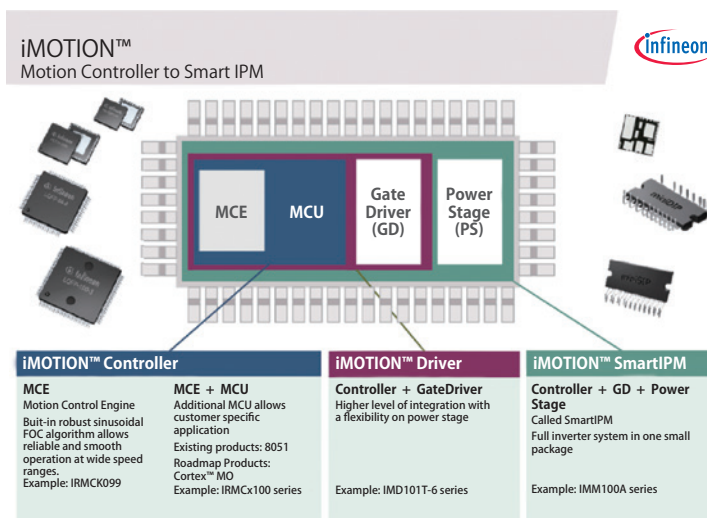 iMOTION™
Motion Controller to Smart IPM
infineon
MCE
MCU
Gate
Driver
(GD)
Power
Stage
(PS)
infineon
iMOTION™ Controller
MCE
Motion Control Engine
Buit-in robust sinusoidal
FOC algorithm allows
reliable and smooth
operation at wide speed
ranges.
Example: IRMCK099
MCE + MCU
Additional MCU allows
customer specific
application
Existing products: 8051
Roadmap Products:
Cortex™ MO
Example: IRMCx100 series
iMOTION™ Driver
Controller + GateDriver
Higher level of integration with
a flexibility on power stage
Example: IMD101T-6 series
iMOTION™ SmartIPM
Controller + GD + Power
Stage
Called SmartIPM
Full inverter system in one small
package
Example: IMM100A series